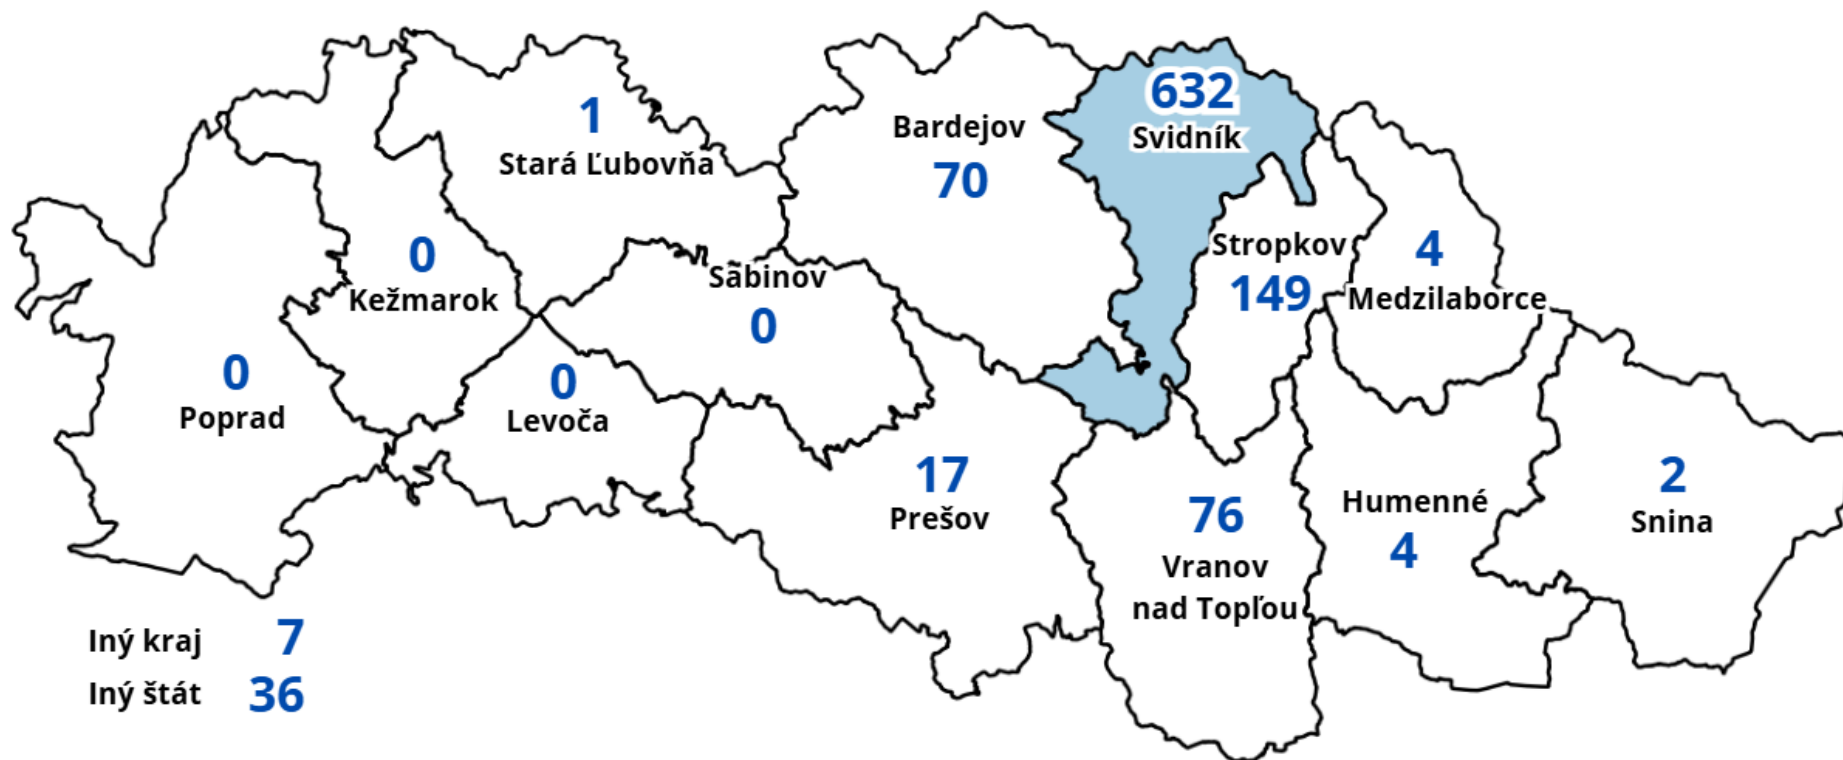 632
Svidník
1
Stará Ľubovňa
Bardejov
70
0
Kežmarok
Sabinov
0
Stropkov
149
4
Medzilaborce
0
Poprad
0
Levoča
17
Prešov
76
Vranov
nad Topľou
Humenné
4
2
Snina
Iný kraj 7
Iný štát 36